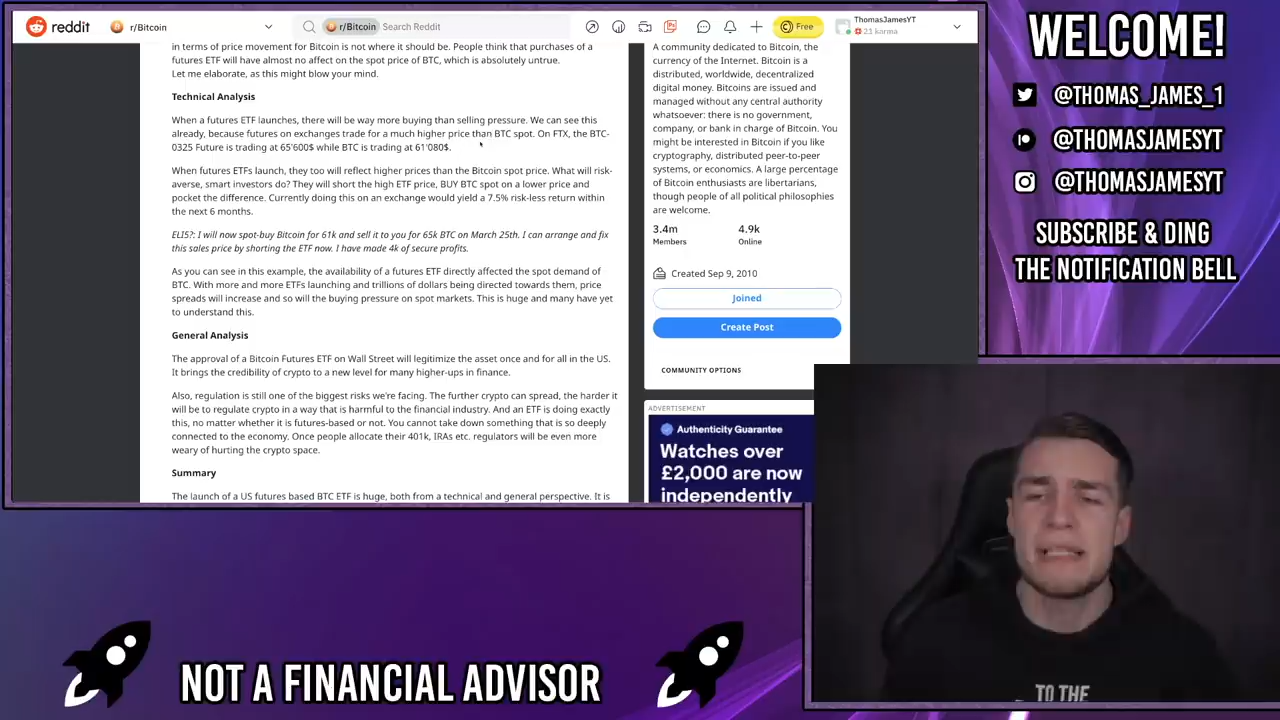 reddit
r/Bitcoin
r/Bitcoin
Search Reddit
Free
ThomasJamesYT
21 karma
in terms of price movement for Bitcoin is not where it should be. People think that purchases of a
futures ETF will have almost no affect on the spot price of BTC, which is absolutely untrue.
Let me elaborate, as this might blow your mind.
Technical Analysis
When a futures ETF launches, there will be way more buying than selling pressure. We can see this
already, because futures on exchanges trade for a much higher price than BTC spot. On FTX, the BTC-
0325 Future is trading at 65'600$ while BTC is trading at 61'080$.
When futures ETFs launch, they too will reflect higher prices than the Bitcoin spot price. What will risk-
averse, smart investors do? They will short the high ETF price, BUY BTC spot on a lower price and
pocket the difference. Currently doing this on an exchange would yield a 7.5% risk-less return within
the next 6 months.
ELI5?: I will now spot-buy Bitcoin for 61k and sell it to you for 65k BTC on March 25th. I can arrange and fix
this sales price by shorting the ETF now. I have made 4k of secure profits.
As you can see in this example, the availability of a futures ETF directly affected the spot demand of
BTC. With more and more ETFs launching and trillions of dollars being directed towards them, price
spreads will increase and so will the buying pressure on spot markets. This is huge and many have yet
to understand this.
General Analysis
The approval of a Bitcoin Futures ETF on Wall Street will legitimize the asset once and for all in the US.
It brings the credibility of crypto to a new level for many higher-ups in finance.
Also, regulation is still one of the biggest risks we're facing. The further crypto can spread, the harder it
will be to regulate crypto in a way that is harmful to the financial industry. And an ETF is doing exactly
this, no matter whether it is futures-based or not. You cannot take down something that is so deeply
connected to the economy. Once people allocate their 401k, IRAs etc. regulators will be even more
weary of hurting the crypto space.
Summary
The launch of a US futures based BTC ETF is huge, both from a technical and general perspective. It is
A community dedicated to Bitcoin, the
currency of the Internet. Bitcoin is a
distributed, worldwide, decentralized
digital money. Bitcoins are issued and
managed without any central authority
whatsoever: there is no government,
company, or bank in charge of Bitcoin. You
might be interested in Bitcoin if you like
cryptography, distributed peer-to-peer
systems, or economics. A large percentage
of Bitcoin enthusiasts are libertarians,
though people of all political philosophies
are welcome.
3.4m
Members
4.9k
Online
Created Sep 9, 2010
Joined
Create Post
COMMUNITY OPTIONS
ADVERTISEMENT
Authenticity Guarantee
Watches over
£2,000 are now
independently
WELCOME!
@THOMAS_JAMES_1
@THOMASJAMESYT
@THOMASJAMESYT
SUBSCRIBE & DING
THE NOTIFICATION BELL
NOT A FINANCIAL ADVISOR
TO THE